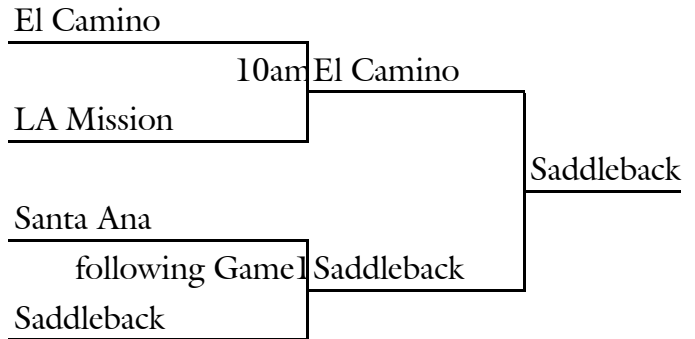 El Camino
10am El Camino
LA Mission
Saddleback
Santa Ana
following Game1 Saddleback
Saddleback